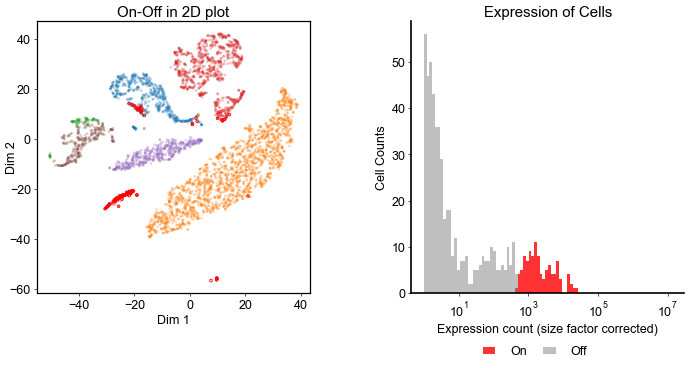 On-Off in 2D plot
40
20
0
−20
−40
−60
Dim 2
−40
−20
0
20
40
Dim 1
Expression of Cells
50
40
30
20
10
0
Cell Counts
10^1
10^3
10^5
10^7
Expression count (size factor corrected)
On
Off